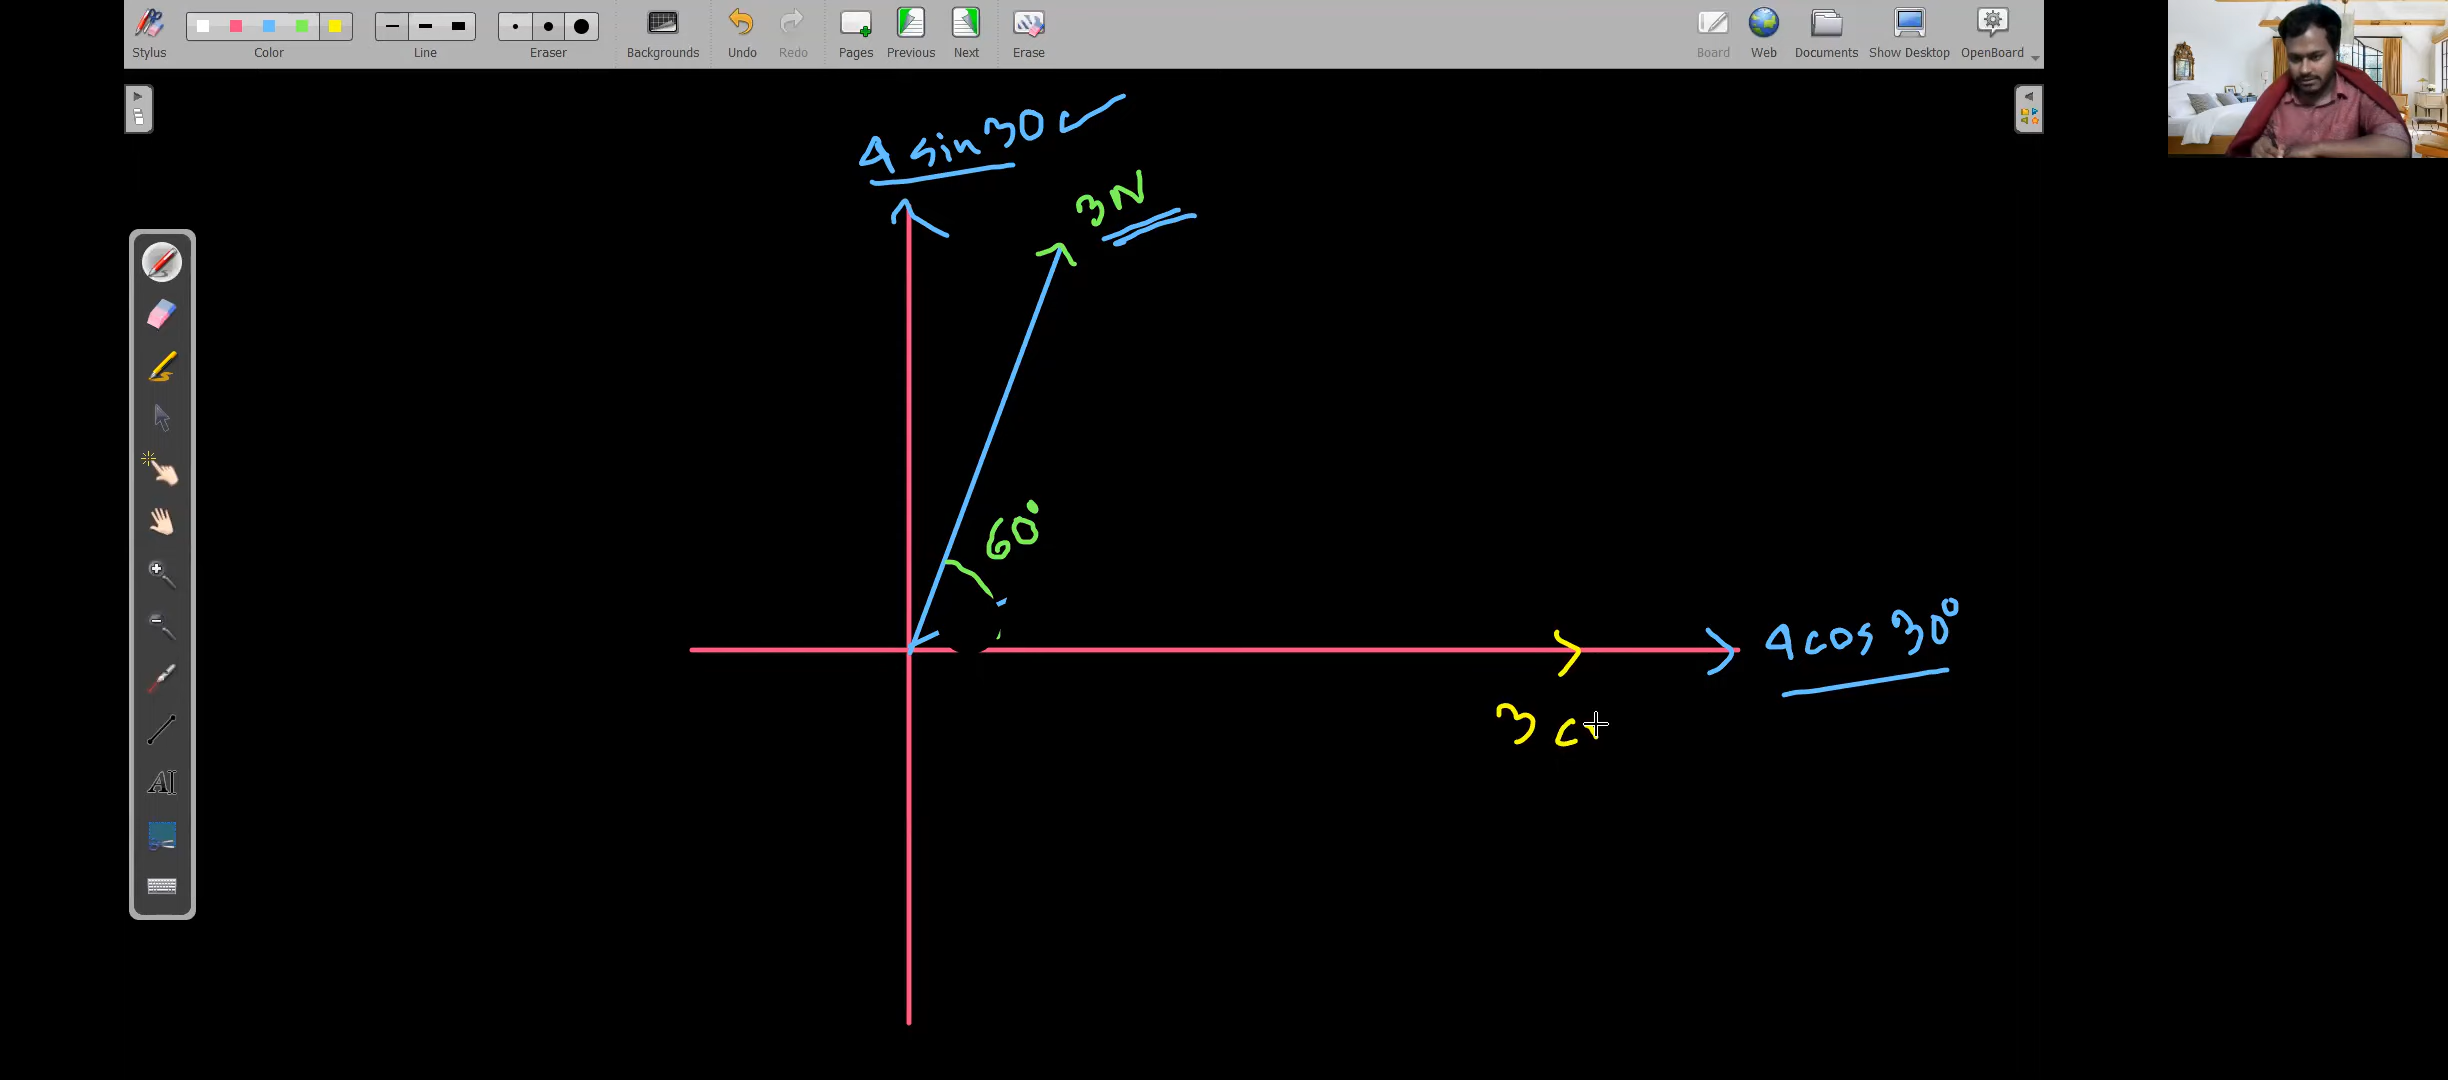 Stylus Color Line Eraser Backgrounds Undo Redo Pages Previous Next Erase Board Web Documents Show Desktop OpenBoard
4 sin 30
3N
60°
4 cos 30°
3 c
AI